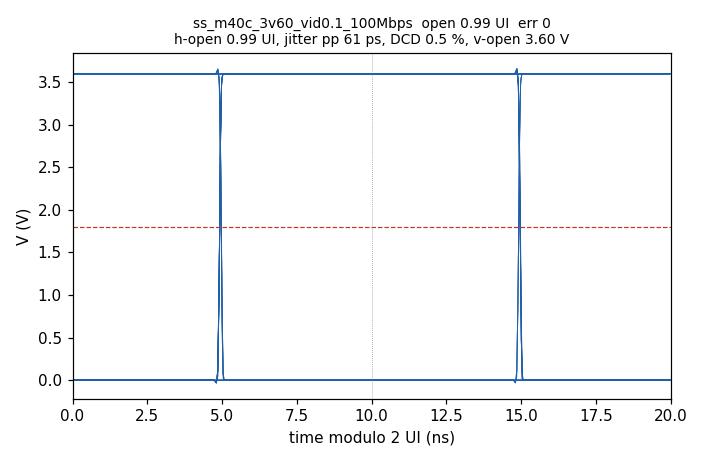 ss_m40c_3v60_vid0.1_100Mbps  open 0.99 UI  err 0
h-open 0.99 UI, jitter pp 61 ps, DCD 0.5 %, v-open 3.60 V
3.5
3.0
2.5
2.0
1.5
1.0
0.5
0.0
V (V)
0.0 2.5 5.0 7.5 10.0 12.5 15.0 17.5 20.0
time modulo 2 UI (ns)